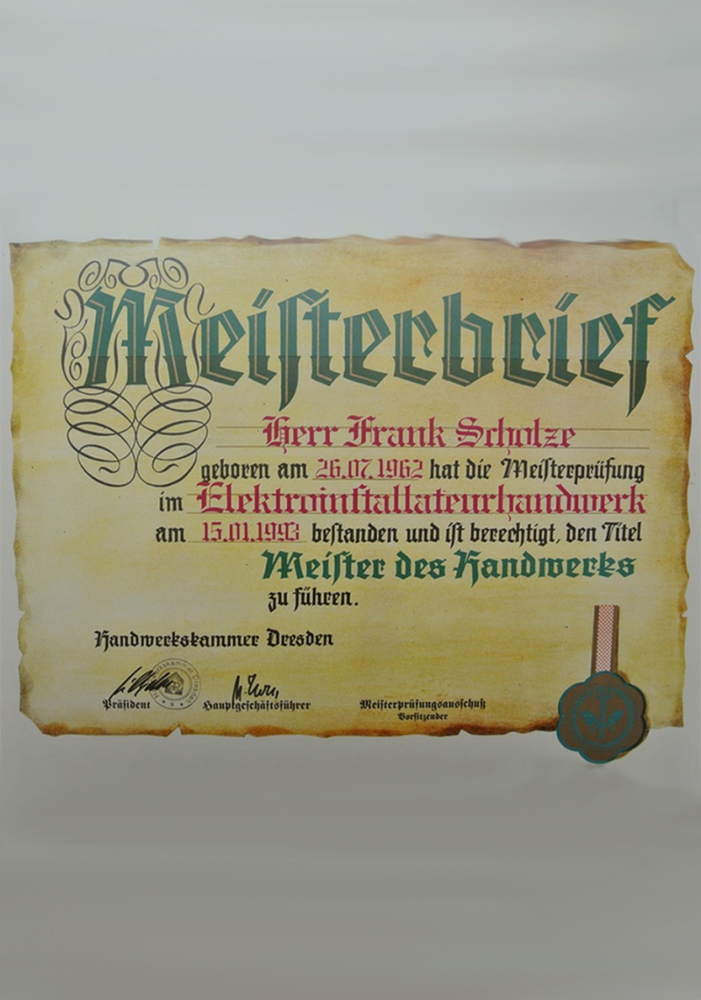 Meisterbrief
Herr Frank Scholze
geboren am 26.07.1962 hat die Meisterprüfung
im Elektroinstallateurhandwerk
am 15.01.1993 bestanden und ist berechtigt, den Titel
Meister des Handwerks
zu führen.
Handwerkskammer Dresden
Präsident Hauptgeschäftsführer Meisterprüfungsausschuß
Vorsitzender